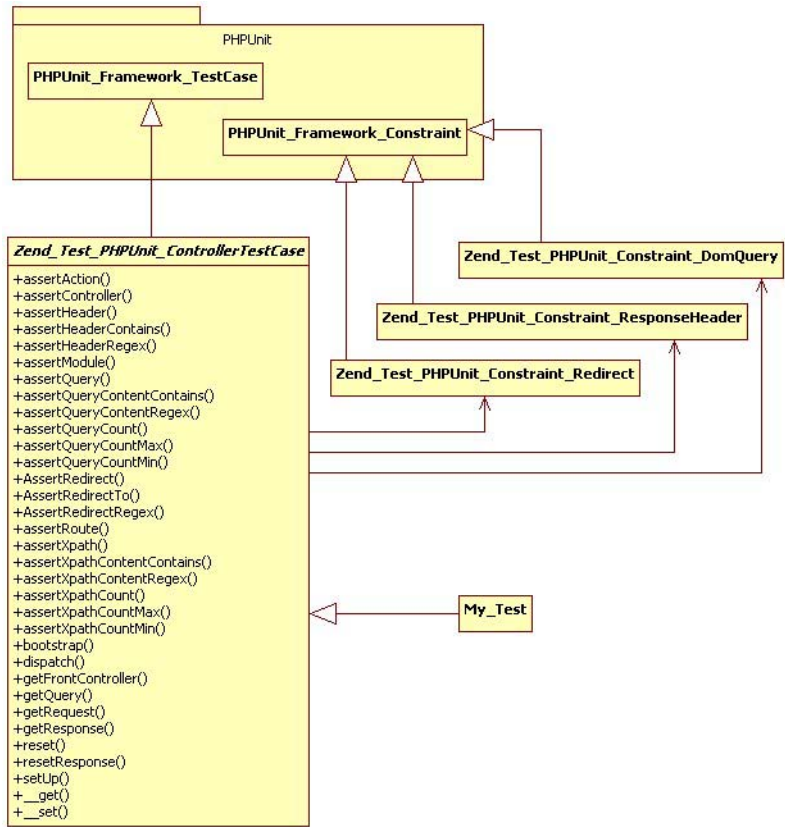 PHPUnit
PHPUnit_Framework_TestCase
PHPUnit_Framework_Constraint
Zend_Test_PHPUnit_ControllerTestCase
+assertAction()
+assertController()
+assertHeader()
+assertHeaderContains()
+assertHeaderRegex()
+assertModule()
+assertQuery()
+assertQueryContentContains()
+assertQueryContentRegex()
+assertQueryCount()
+assertQueryCountMax()
+assertQueryCountMin()
+AssertRedirect()
+AssertRedirectTo()
+AssertRedirectRegex()
+assertRoute()
+assertXpath()
+assertXpathContentContains()
+assertXpathContentRegex()
+assertXpathCount()
+assertXpathCountMax()
+assertXpathCountMin()
+bootstrap()
+dispatch()
+getFrontController()
+getQuery()
+getRequest()
+getResponse()
+reset()
+resetResponse()
+setUp()
+__get()
+__set()
Zend_Test_PHPUnit_Constraint_DomQuery
Zend_Test_PHPUnit_Constraint_ResponseHeader
Zend_Test_PHPUnit_Constraint_Redirect
My_Test